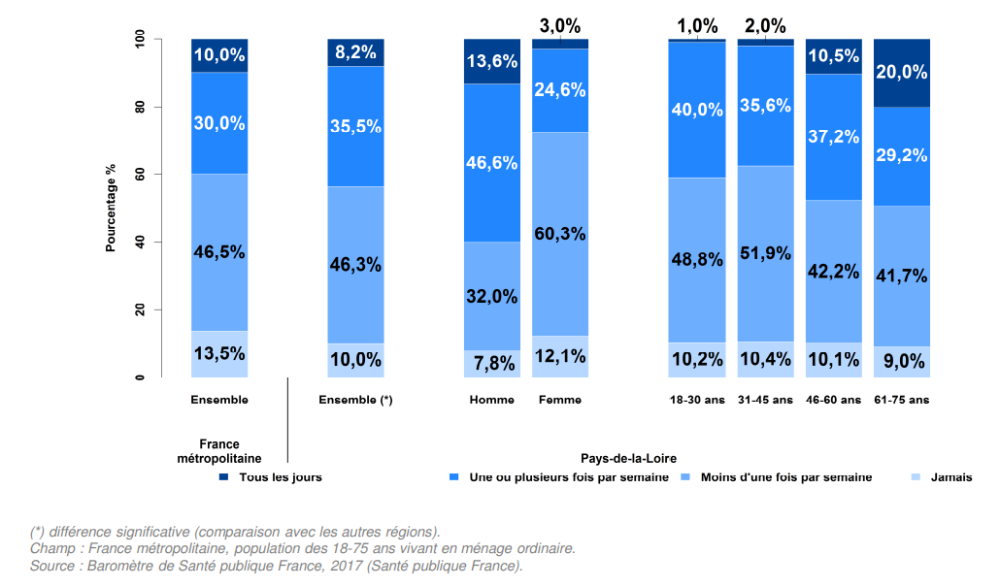 3,0%
1,0%
2,0%
100
10,0%
8,2%
13,6%
10,5%
20,0%
80
30,0%
35,5%
46,6%
24,6%
40,0%
35,6%
37,2%
29,2%
60
Pourcentage %
40
46,5%
46,3%
32,0%
60,3%
48,8%
51,9%
42,2%
41,7%
20
13,5%
10,0%
7,8%
12,1%
10,2%
10,4%
10,1%
9,0%
0
Ensemble
Ensemble (*)
Homme
Femme
18-30 ans
31-45 ans
46-60 ans
61-75 ans
France
métropolitaine
Pays-de-la-Loire
Tous les jours
Une ou plusieurs fois par semaine
Moins d'une fois par semaine
Jamais
(*) différence significative (comparaison avec les autres régions).
Champ : France métropolitaine, population des 18-75 ans vivant en ménage ordinaire.
Source : Baromètre de Santé publique France, 2017 (Santé publique France).